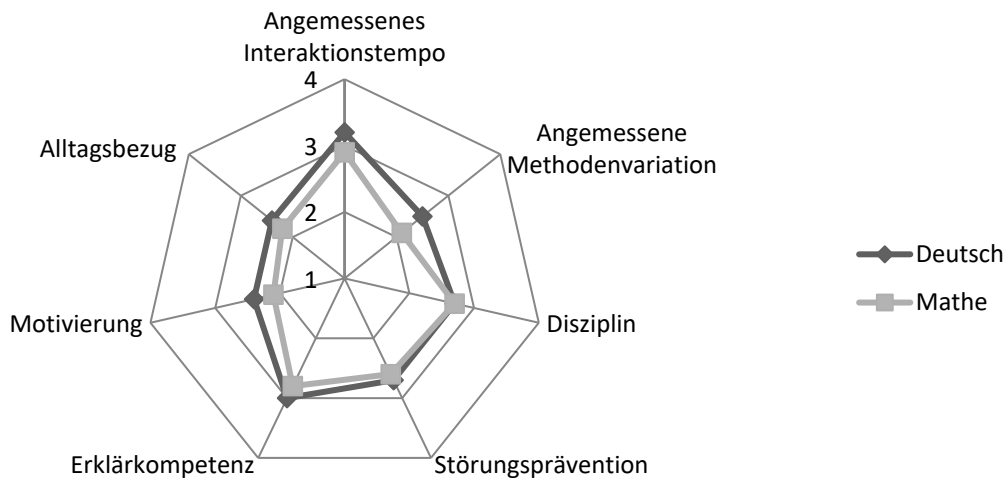 Angemessenes
Interaktionstempo
4
Angemessene
Methodenvariation
Alltagsbezug
3
2
1
Deutsch
Mathe
Motivierung
Disziplin
Erklärkompetenz
Störungsprävention